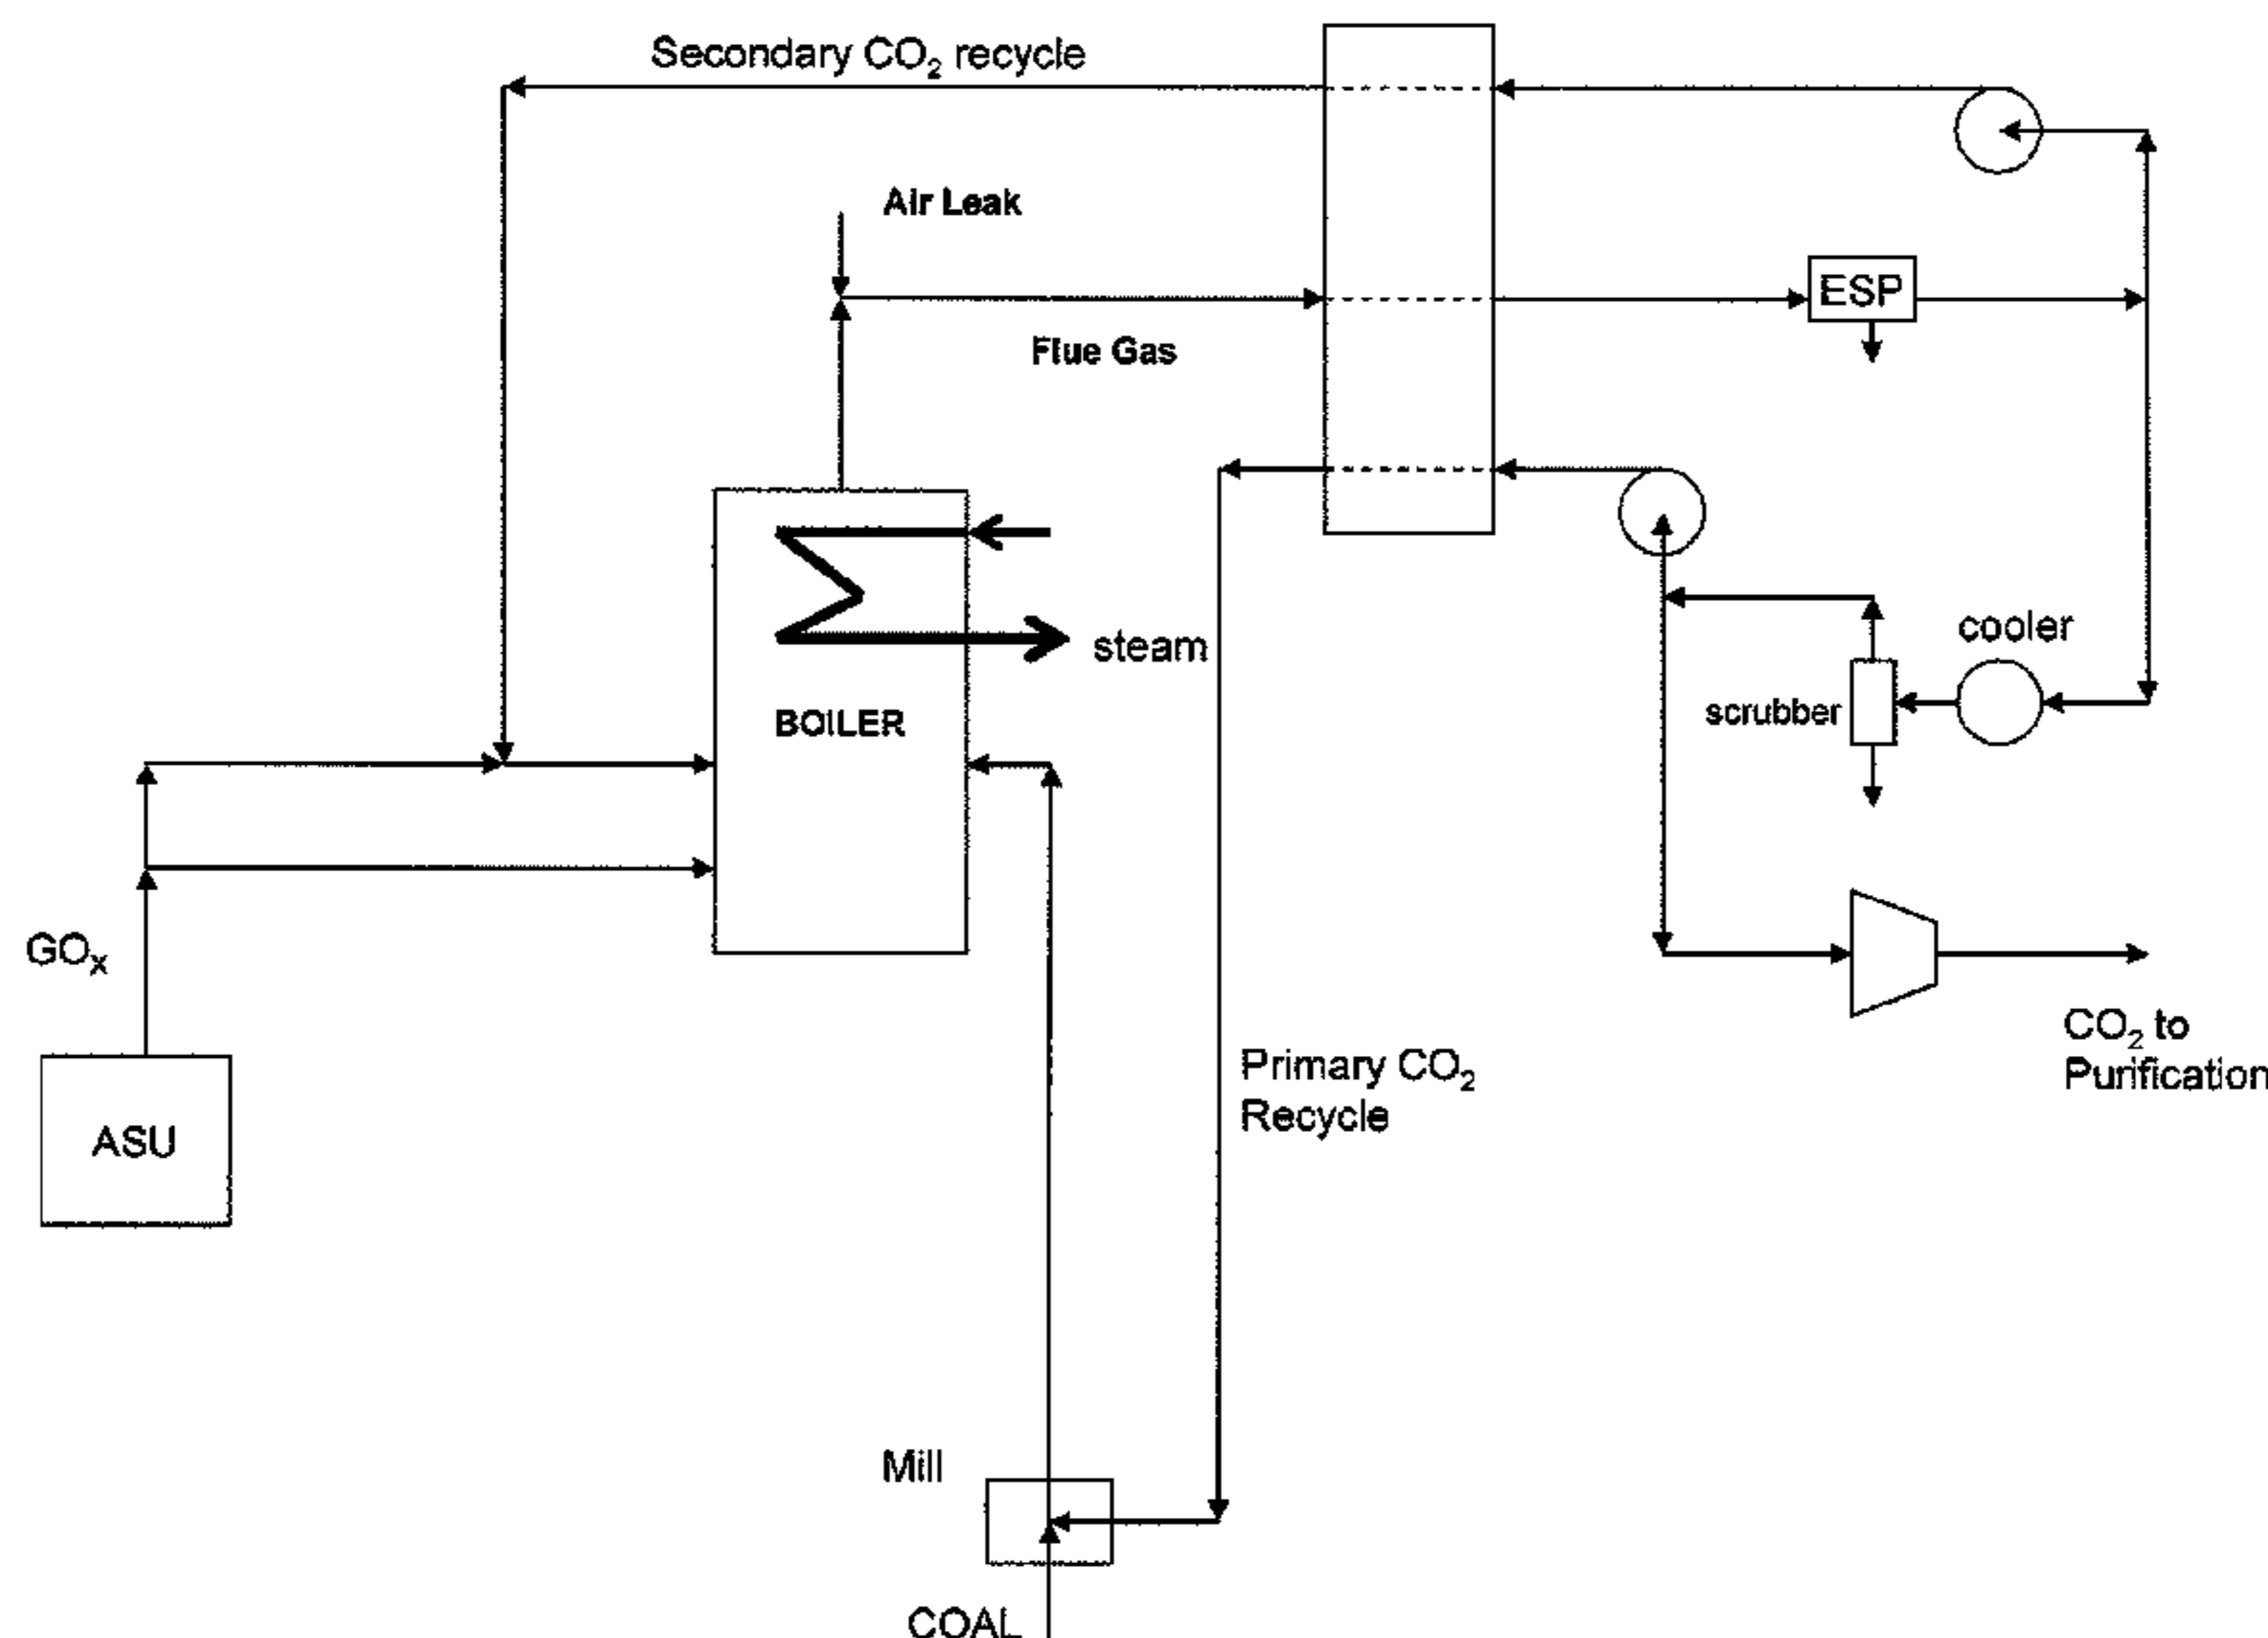 Secondary CO₂ recycle
Air Leak
Flue Gas
ESP
steam
cooler
scrubber
BOILER
GOₓ
CO₂ to
Purification
Primary CO₂
Recycle
ASU
Mill
COAL